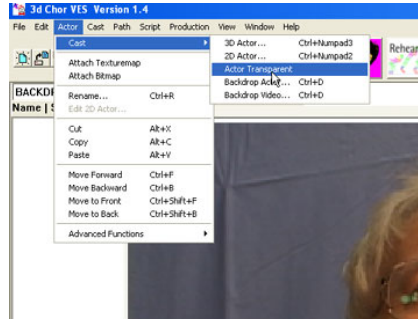 3d Chor VES Version 1.4
File Edit Actor Cast Path Script Production View Window Help
Cast
3D Actor... Ctrl+Numpad3
2D Actor... Ctrl+Numpad2
Actor Transparent
Backdrop Actor... Ctrl+D
Backdrop Video... Ctrl+D
Rehear
Attach Texturemap
Attach Bitmap
BACKD
Name | S
Rename... Ctrl+R
Edit 2D Actor...
Cut Alt+X
Copy Alt+C
Paste Alt+V
Move Forward Ctrl+F
Move Backward Ctrl+B
Move to Front Ctrl+Shift+F
Move to Back Ctrl+Shift+B
Advanced Functions